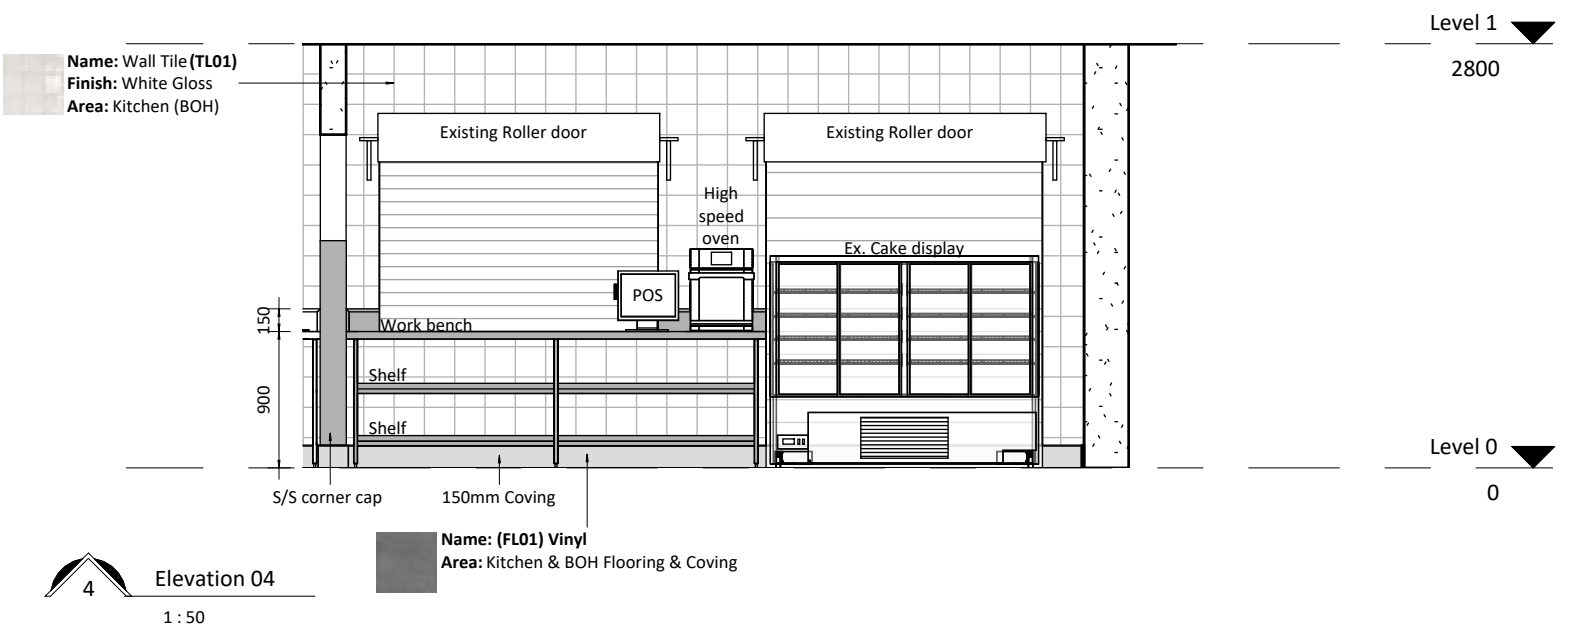 Level 1
2800
Name: Wall Tile (TL01)
Finish: White Gloss
Area: Kitchen (BOH)
Existing Roller door
Existing Roller door
High
speed
oven
Ex. Cake display
POS
150
Work bench
Shelf
900
Shelf
Level 0
0
S/S corner cap
150mm Coving
Name: (FL01) Vinyl
Area: Kitchen & BOH Flooring & Coving
4
Elevation 04
1 : 50